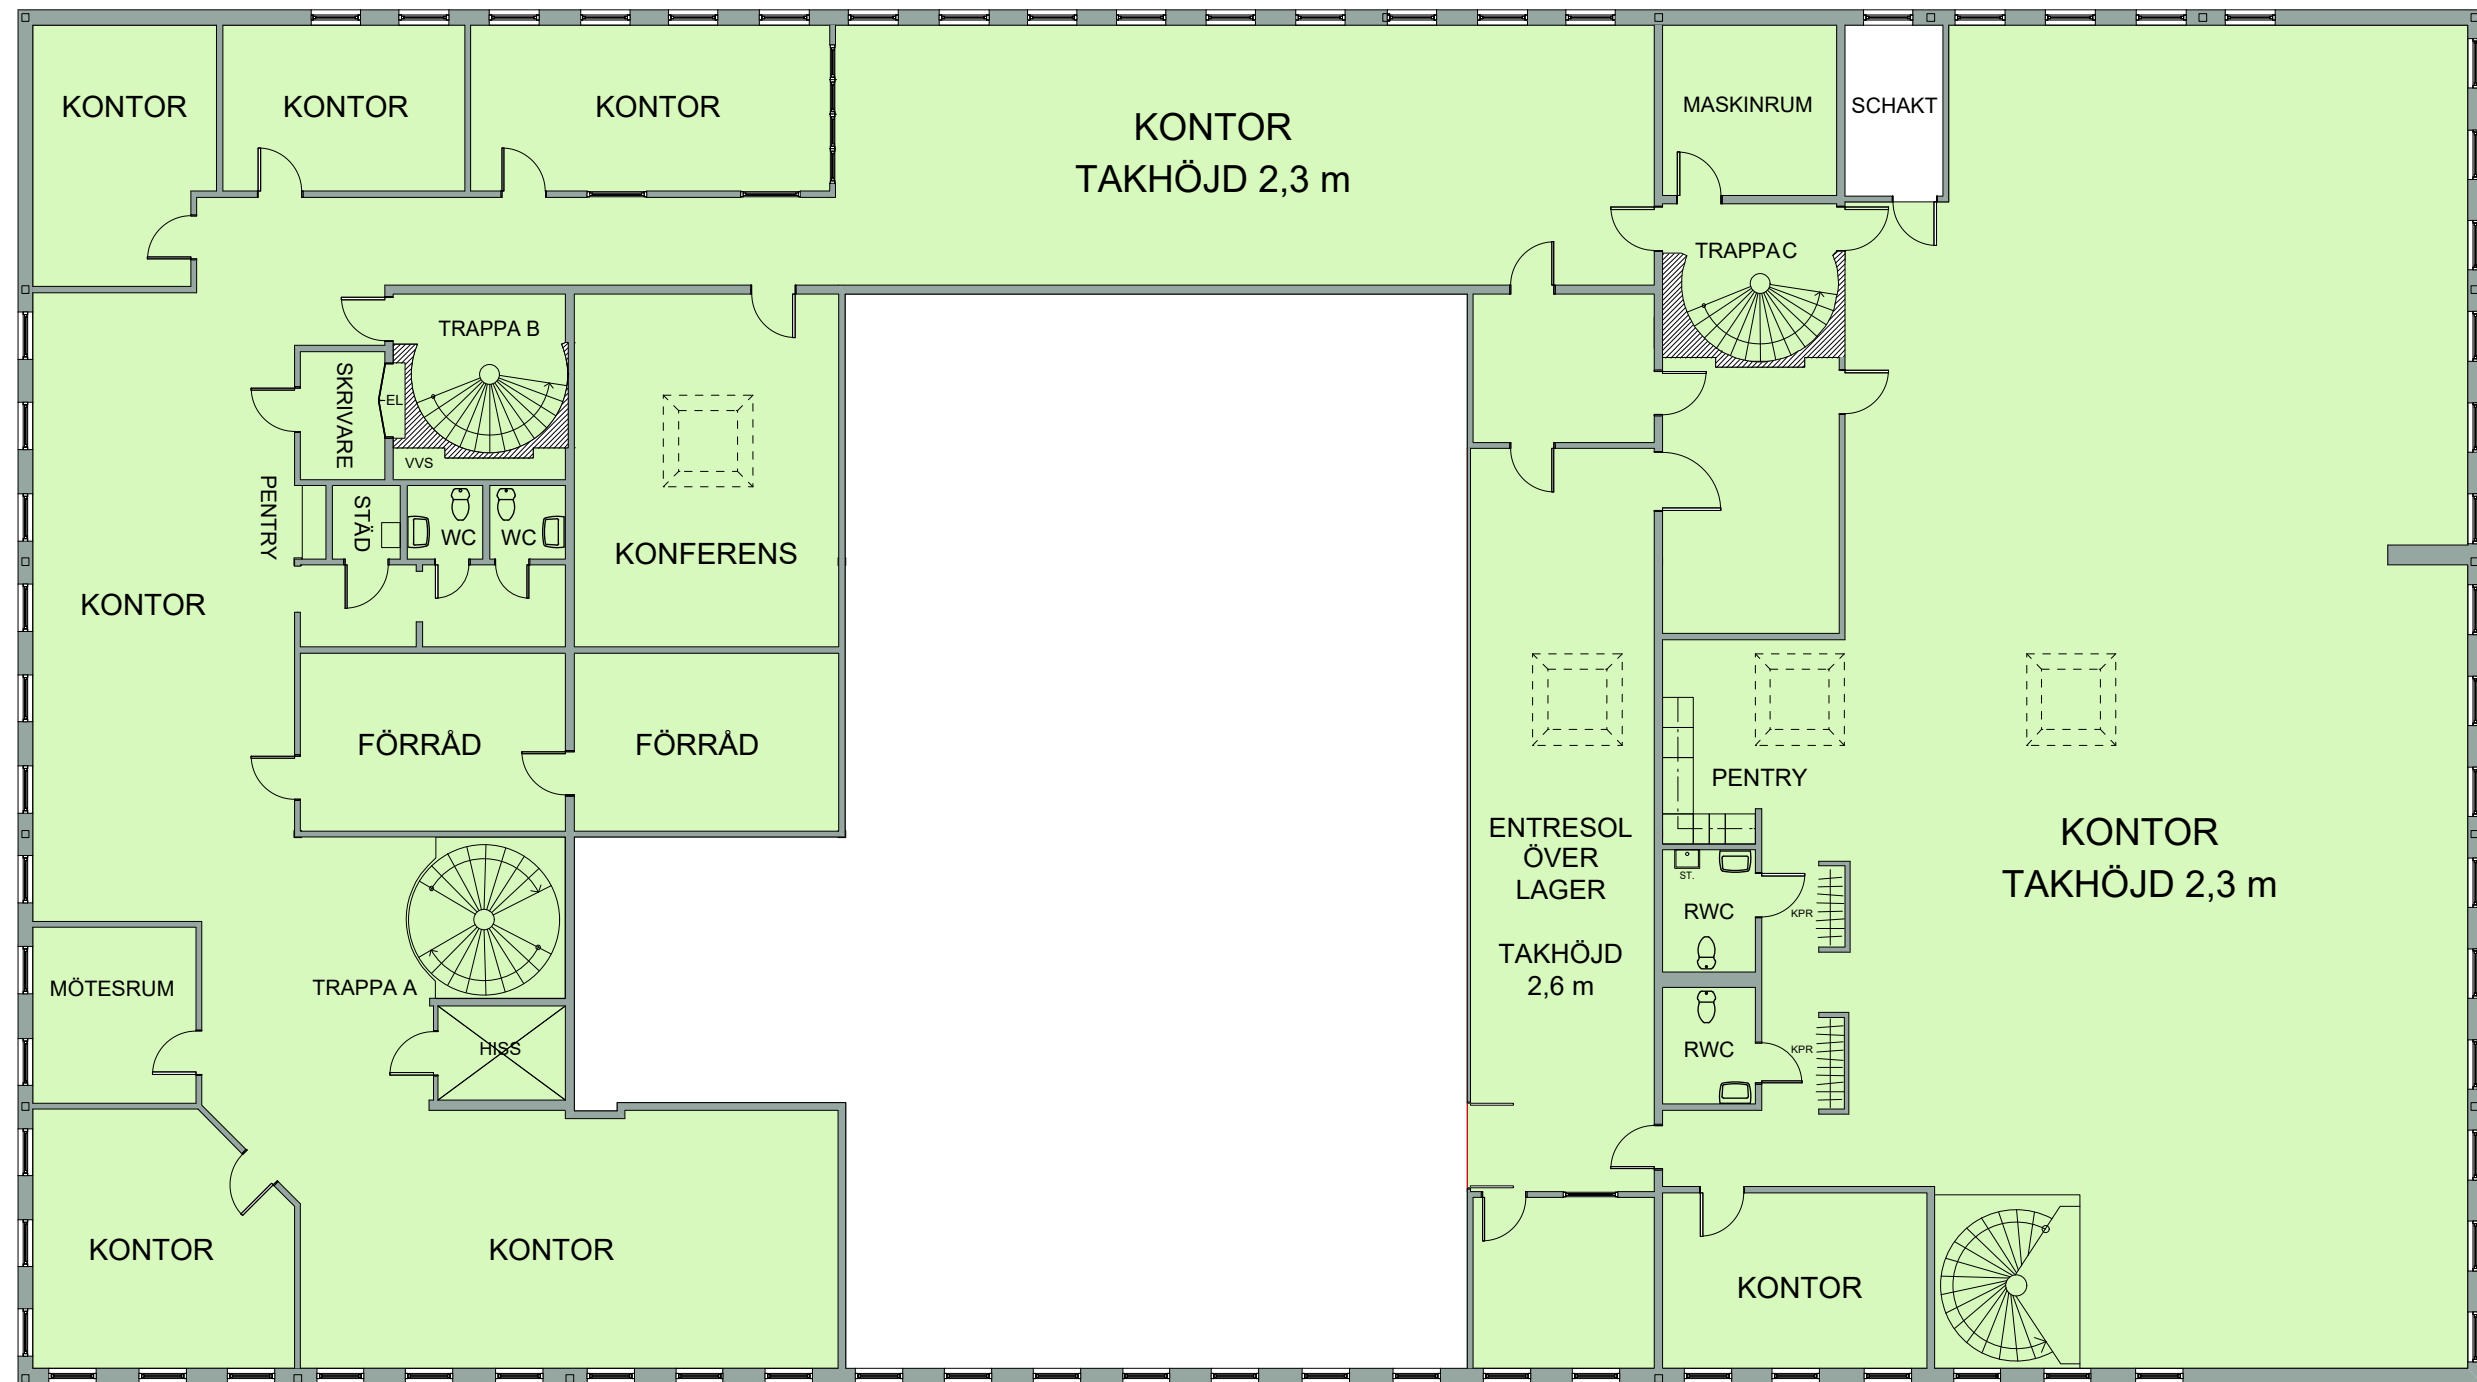 KONTOR
KONTOR
KONTOR
KONTOR
TAKHÖJD 2,3 m
MASKINRUM
SCHAKT
TRAPPA C
TRAPPA B
SKRIVARE
EL
VVS
PENTRY
STÄD
WC
WC
KONFERENS
KONTOR
FÖRRÅD
FÖRRÅD
PENTRY
ENTRESOL
ÖVER
LAGER
TAKHÖJD
2,6 m
KONTOR
TAKHÖJD 2,3 m
ST.
RWC
KPR
MÖTESRUM
TRAPPA A
HISS
RWC
KPR
KONTOR
KONTOR
KONTOR